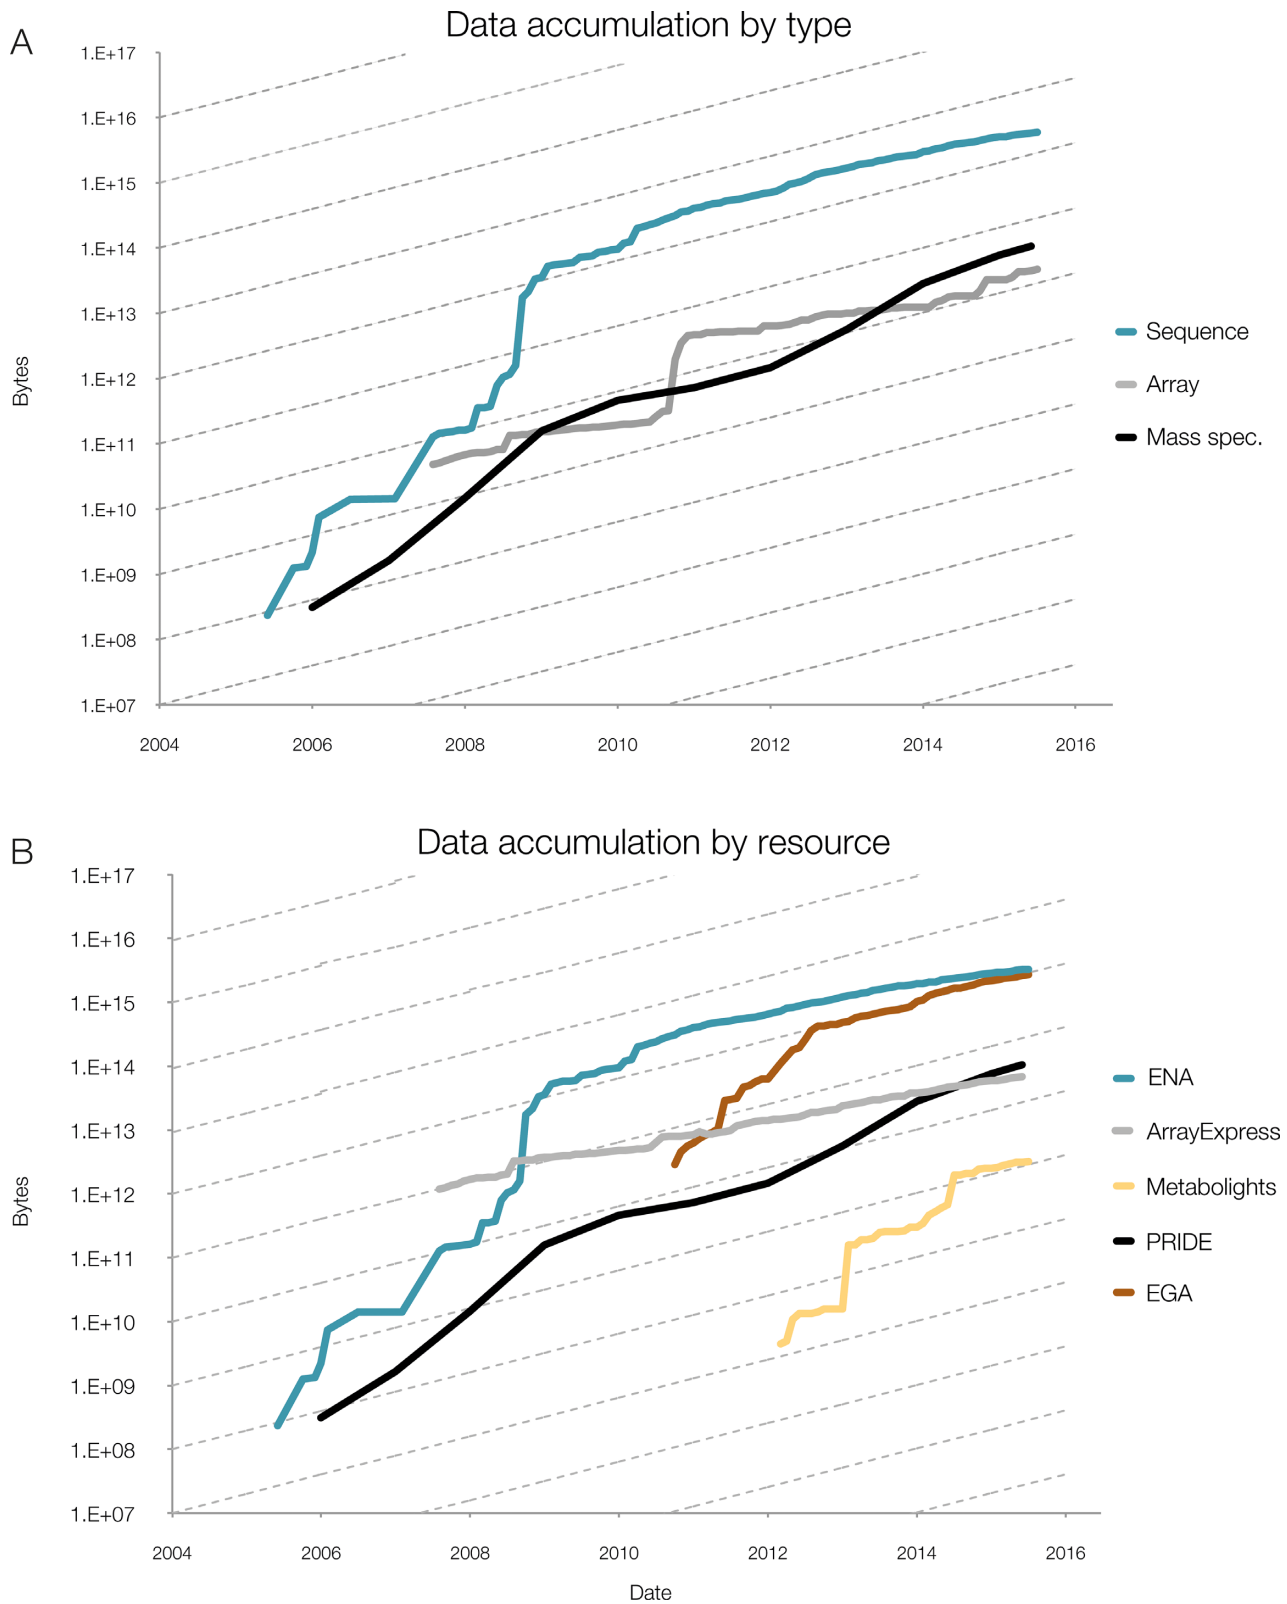 A
Data accumulation by type
1.E+17
1.E+16
1.E+15
1.E+14
1.E+13
1.E+12
1.E+11
1.E+10
1.E+09
1.E+08
1.E+07
Bytes
2004 2006 2008 2010 2012 2014 2016
Sequence
Array
Mass spec.
B
Data accumulation by resource
1.E+17
1.E+16
1.E+15
1.E+14
1.E+13
1.E+12
1.E+11
1.E+10
1.E+09
1.E+08
1.E+07
Bytes
2004 2006 2008 2010 2012 2014 2016
Date
ENA
ArrayExpress
Metabolights
PRIDE
EGA